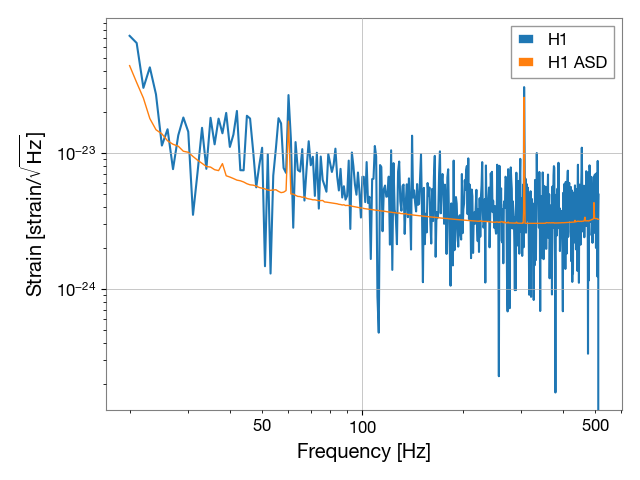 H1
H1 ASD
10⁻²³
10⁻²⁴
Strain [strain/√Hz]
50
100
500
Frequency [Hz]